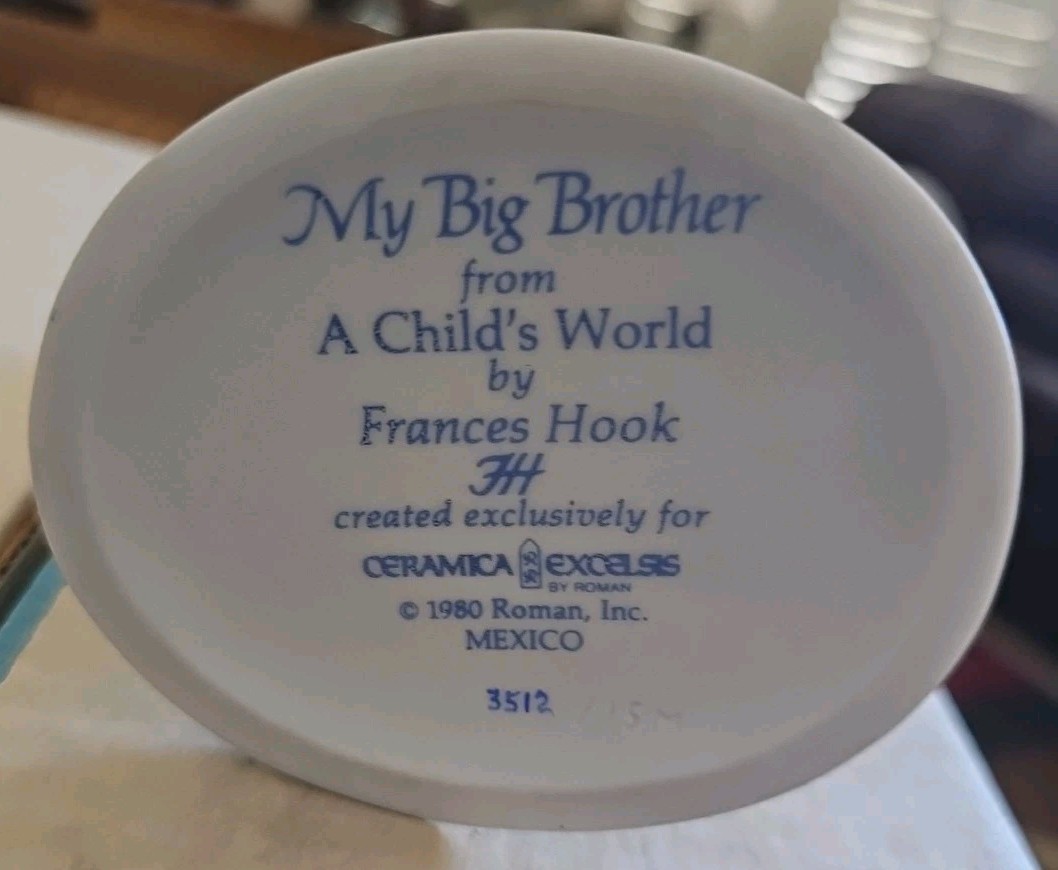 My Big Brother
from
A Child's World
by
Frances Hook
FH
created exclusively for
CERAMICA EXCELSIS
BY ROMAN
© 1980 Roman, Inc.
MEXICO
3512